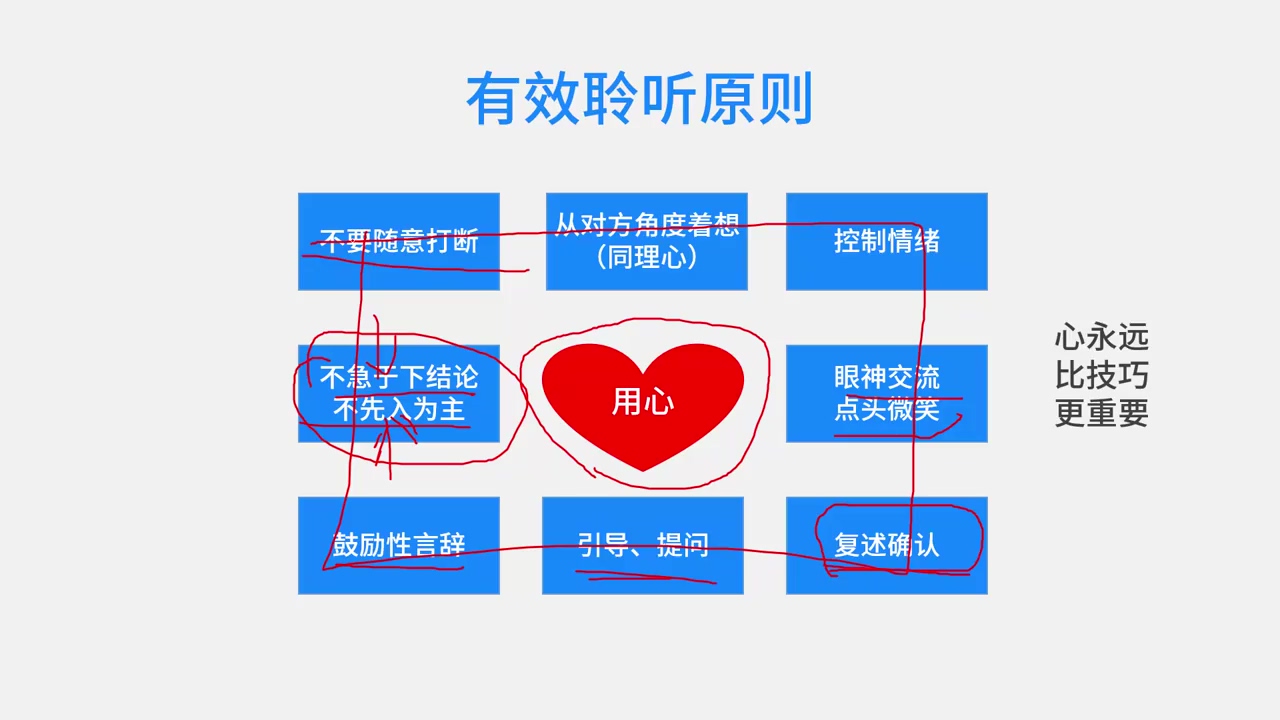 有效聆听原则
不要随意打断
从对方角度着想
（同理心）
控制情绪
不急于下结论
不先入为主
用心
眼神交流
点头微笑
心永远
比技巧
更重要
鼓励性言辞
引导、提问
复述确认